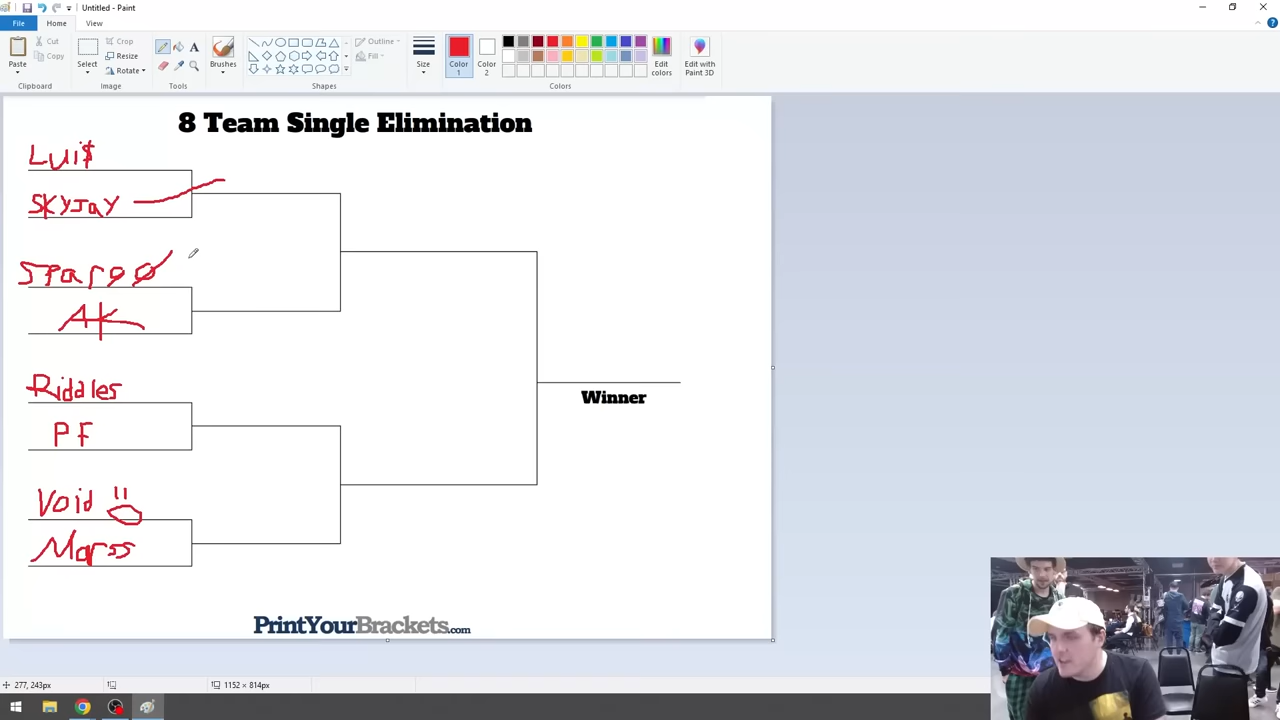 Untitled - Paint
File Home View
Paste Cut Copy Clipboard
Select Crop Resize Rotate Image
Tools
Brushes
Shapes Outline Fill
Size
Color 1 Color 2 Edit colors Colors
Edit with Paint 3D
8 Team Single Elimination
Lui$
SKyJay
Sparg0
AK
Riddles
PF
Winner
Void
Marss
PrintYourBrackets.com
277, 243px 1152 × 814px